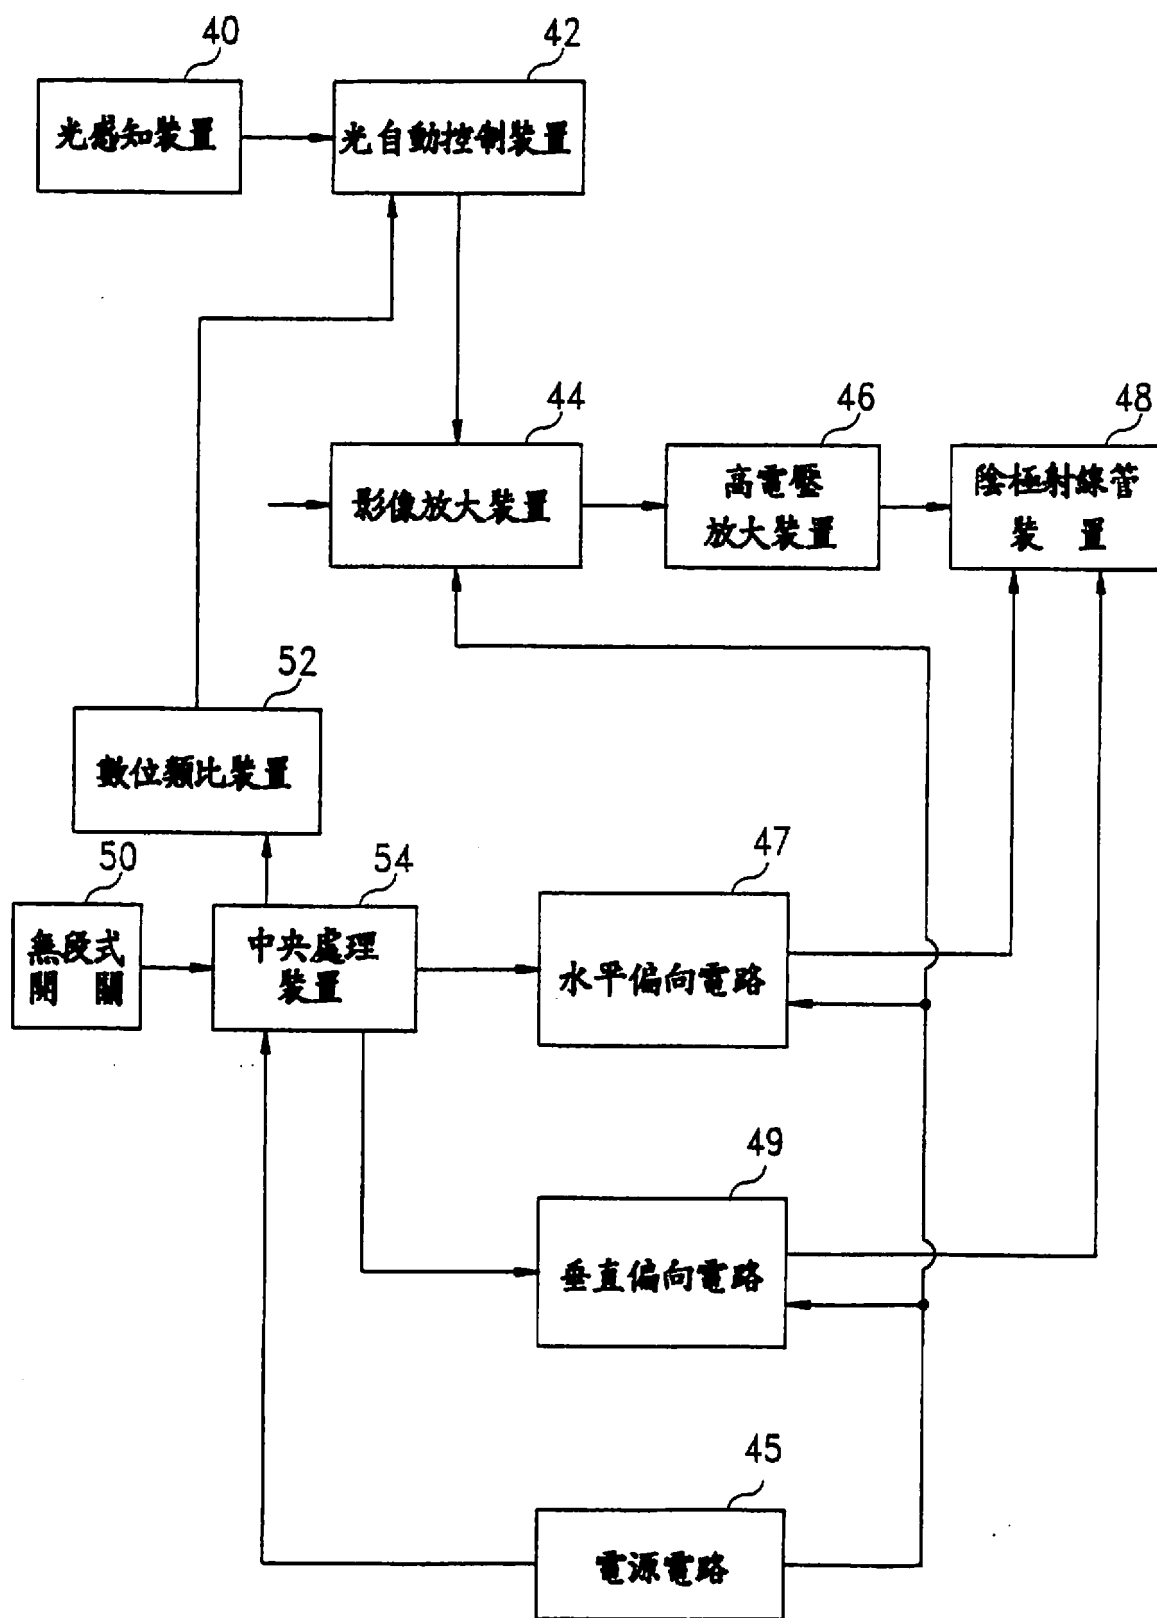 40
42
光感知裝置
光自動控制裝置
44
46
48
影像放大裝置
高電壓
放大裝置
陰極射線管
裝 置
52
數位類比裝置
50
54
47
無段式
開 關
中央處理
裝置
水平偏向電路
49
垂直偏向電路
45
電源電路